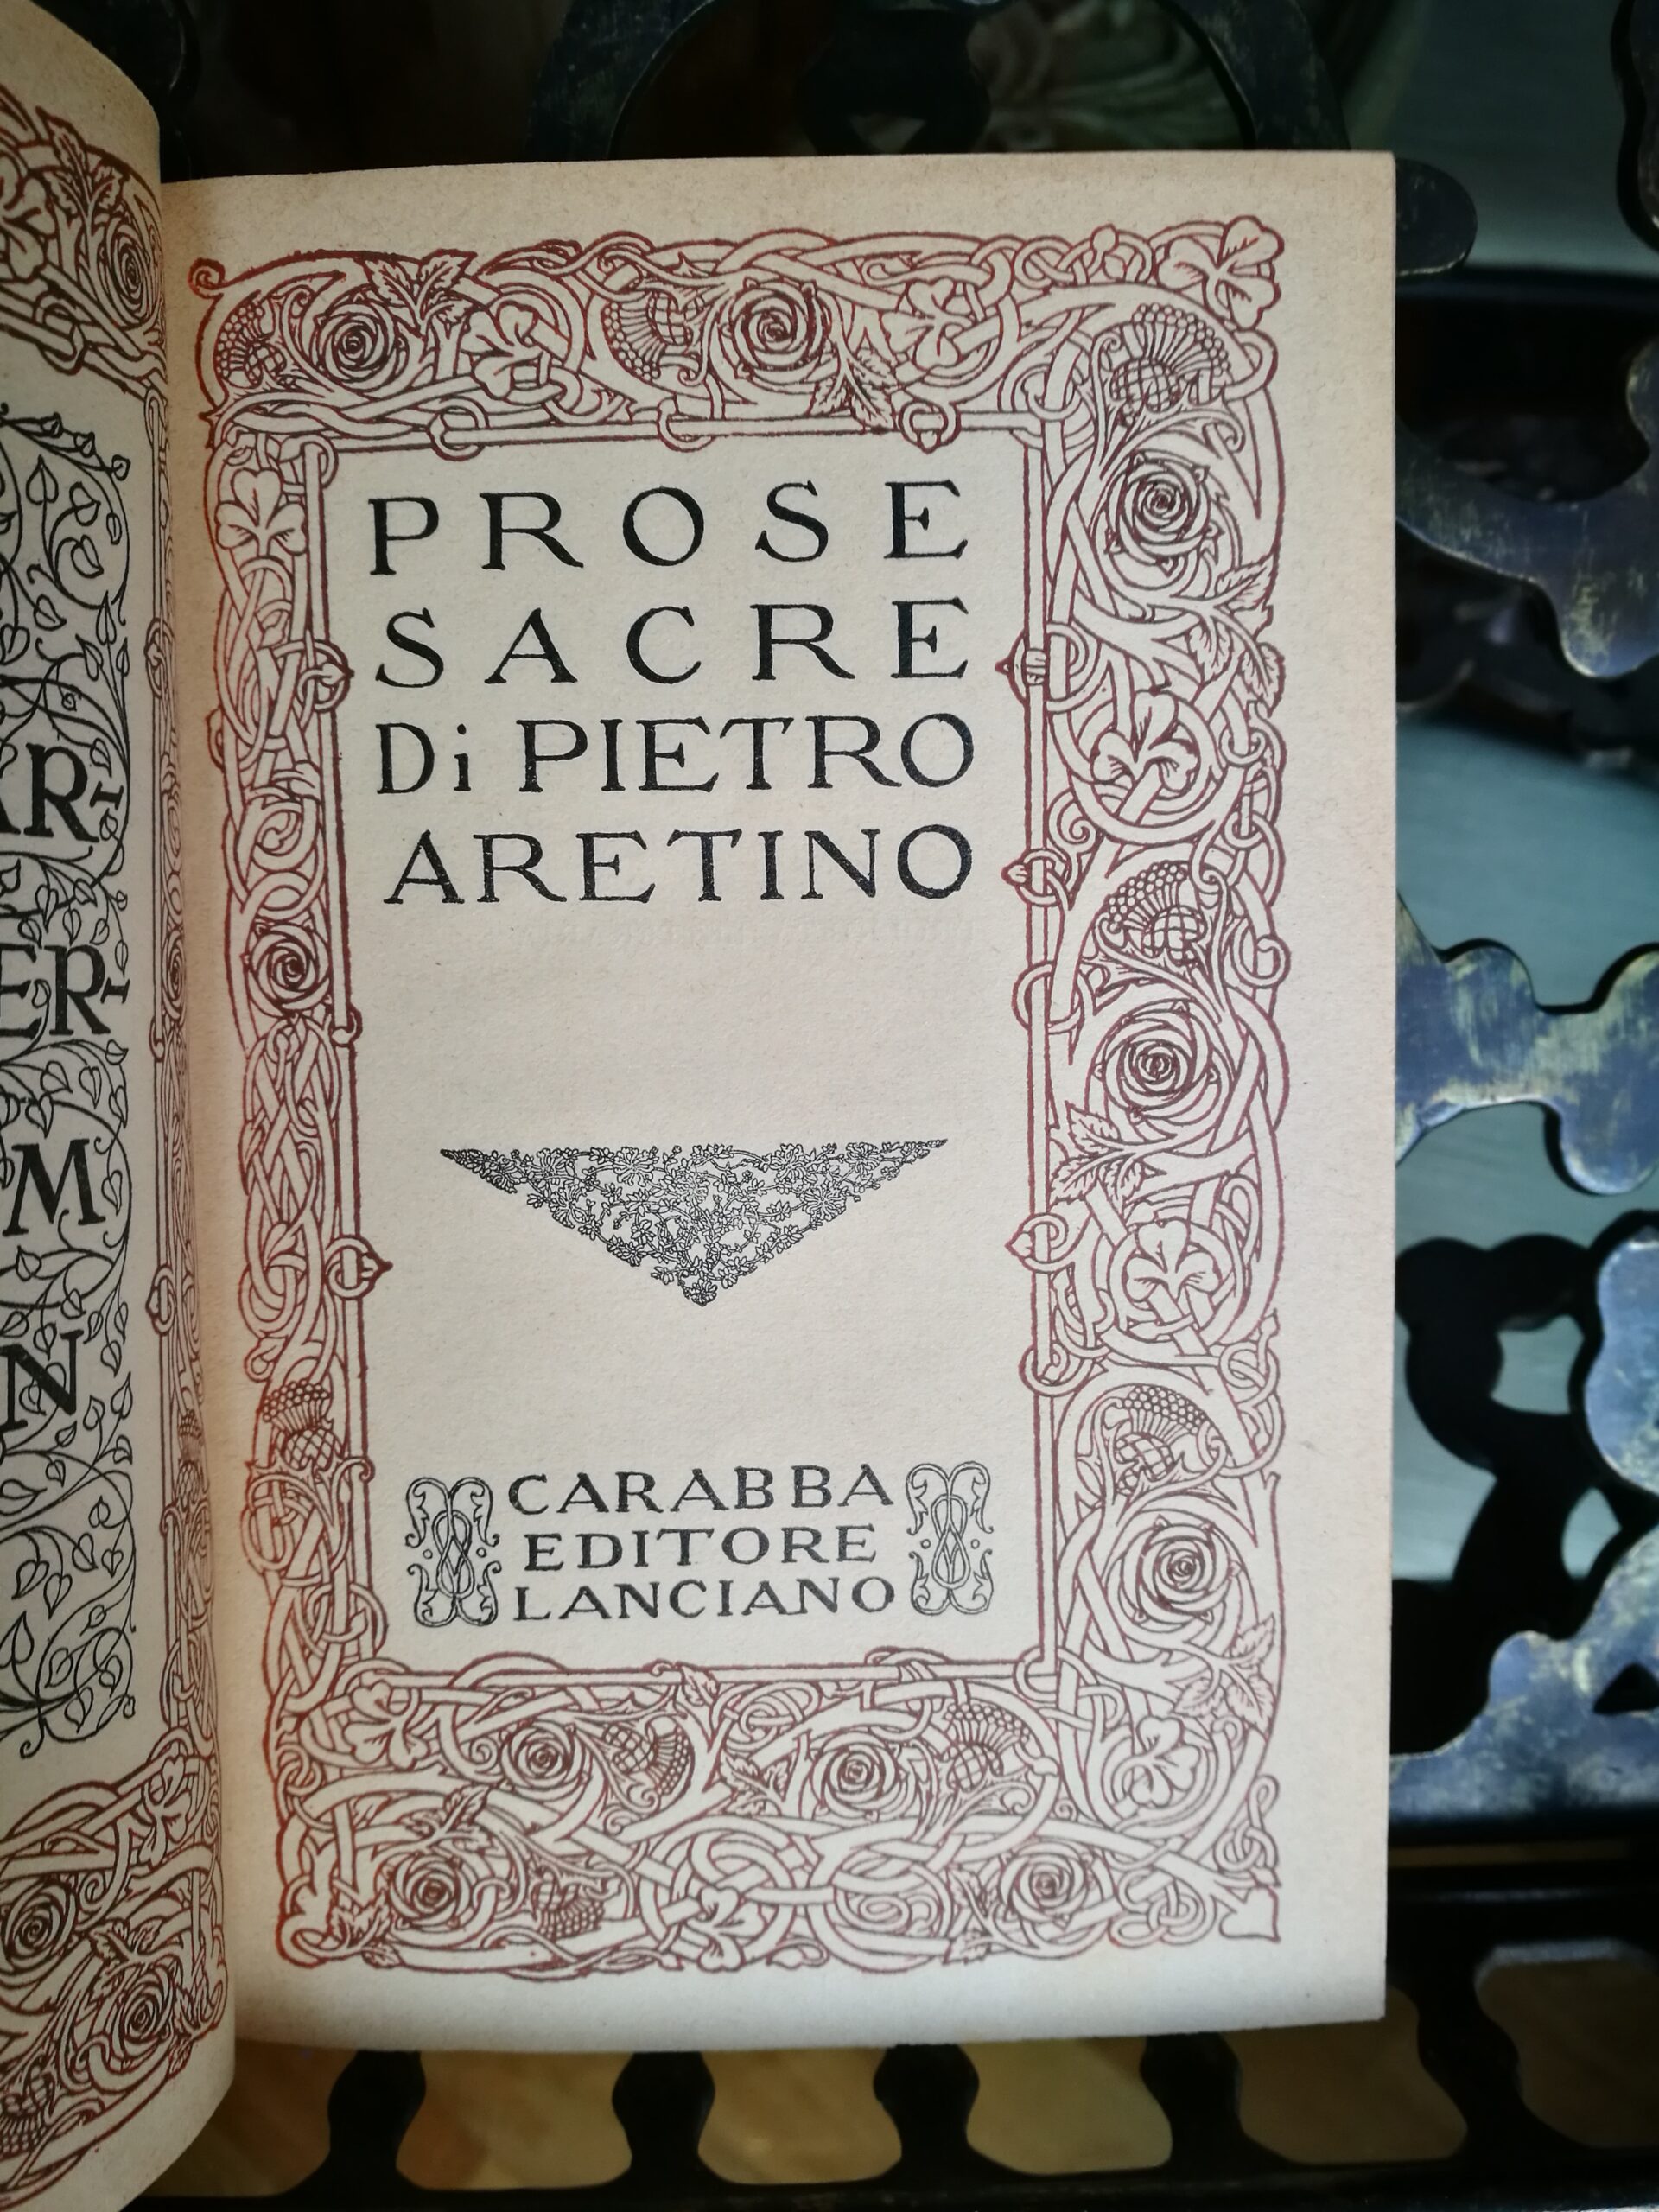 PROSE
SACRE
Di PIETRO
ARETINO
CARABBA
EDITORE
LANCIANO